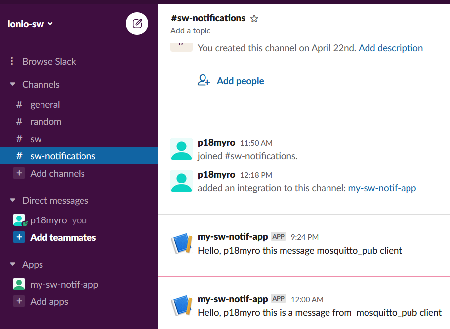 Ionio-sw
Browse Slack
Channels
# general
# random
# sw
# sw-notifications
+ Add channels
Direct messages
p18myro you
+ Add teammates
Apps
my-sw-notif-app
+ Add apps
#sw-notifications
Add a topic
You created this channel on April 22nd. Add description
Add people
p18myro 11:50 AM
joined #sw-notifications.
p18myro 12:18 PM
added an integration to this channel: my-sw-notif-app
my-sw-notif-app APP 9:24 PM
Hello, p18myro this message mosquitto_pub client
my-sw-notif-app APP 12:00 AM
Hello, p18myro this is a message from mosquitto_pub client